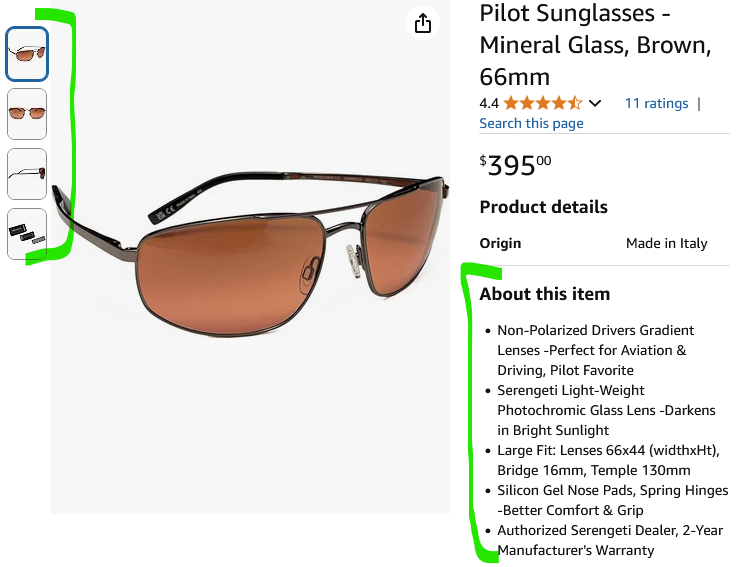 Pilot Sunglasses -
Mineral Glass, Brown,
66mm
4.4
11 ratings |
Search this page
$39500
Product details
Origin Made in Italy
About this item
• Non-Polarized Drivers Gradient
Lenses -Perfect for Aviation &
Driving, Pilot Favorite
• Serengeti Light-Weight
Photochromic Glass Lens -Darkens
in Bright Sunlight
• Large Fit: Lenses 66x44 (widthxHt),
Bridge 16mm, Temple 130mm
• Silicon Gel Nose Pads, Spring Hinges
-Better Comfort & Grip
• Authorized Serengeti Dealer, 2-Year
Manufacturer's Warranty